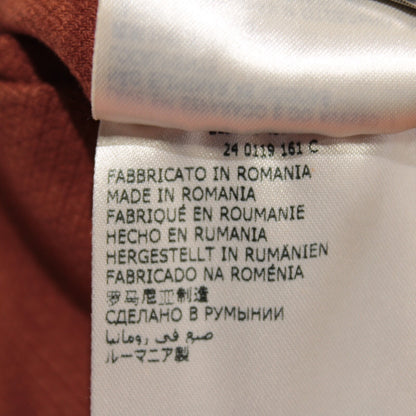 24 0119 161 C
FABBRICATO IN ROMANIA
MADE IN ROMANIA
FABRIQUÉ EN ROUMANIE
HECHO EN RUMANIA
HERGESTELLT IN RUMÄNIEN
FABRICADO NA ROMÉNIA
罗马尼亚制造
СДЕЛАНО В РУМЫНИИ
صنع في رومانيا
ルーマニア製